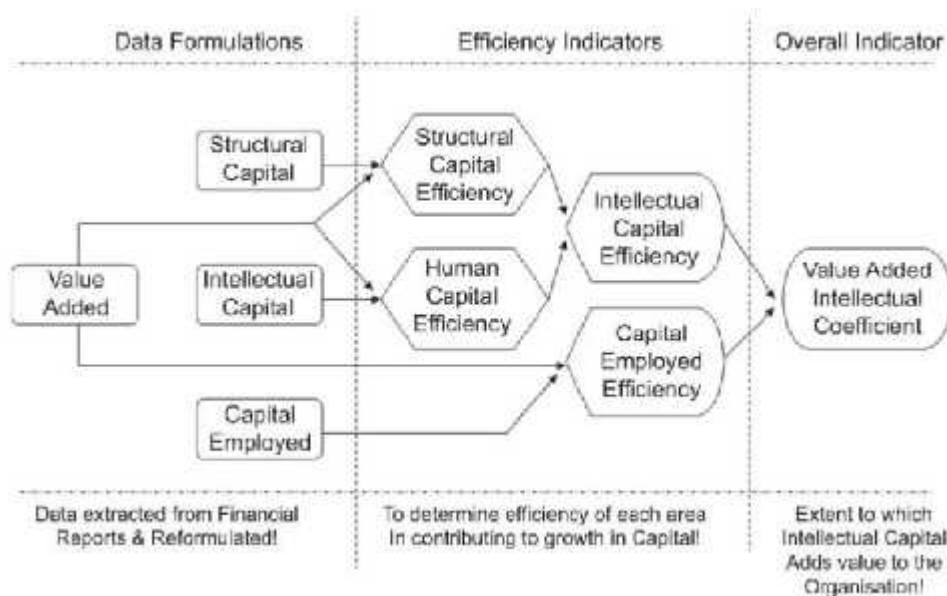 Data Formulations
Efficiency Indicators
Overall Indicator
Structural
Capital
Structural
Capital
Efficiency
Intellectual
Capital
Efficiency
Value
Added
Intellectual
Capital
Human
Capital
Efficiency
Value Added
Intellectual
Coefficient
Capital
Employed
Efficiency
Capital
Employed
Data extracted from Financial
Reports & Reformulated!
To determine efficiency of each area
In contributing to growth in Capital!
Extent to which
Intellectual Capital
Adds value to the
Organisation!